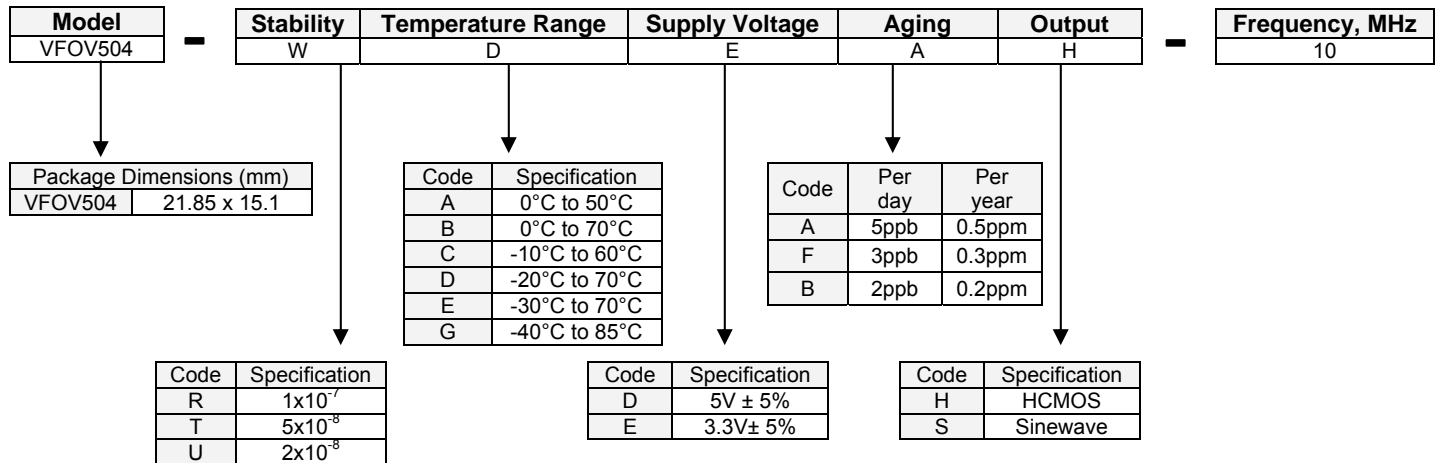 Model - Stability Temperature Range Supply Voltage Aging Output - Frequency, MHz
VFOV504 W D E A H 10
Package Dimensions (mm)
VFOV504 21.85 x 15.1
Code Specification
A 0°C to 50°C
B 0°C to 70°C
C -10°C to 60°C
D -20°C to 70°C
E -30°C to 70°C
G -40°C to 85°C
Code Per day Per year
A 5ppb 0.5ppm
F 3ppb 0.3ppm
B 2ppb 0.2ppm
Code Specification
R 1x10⁻⁷
T 5x10⁻⁸
U 2x10⁻⁸
Code Specification
D 5V ± 5%
E 3.3V± 5%
Code Specification
H HCMOS
S Sinewave